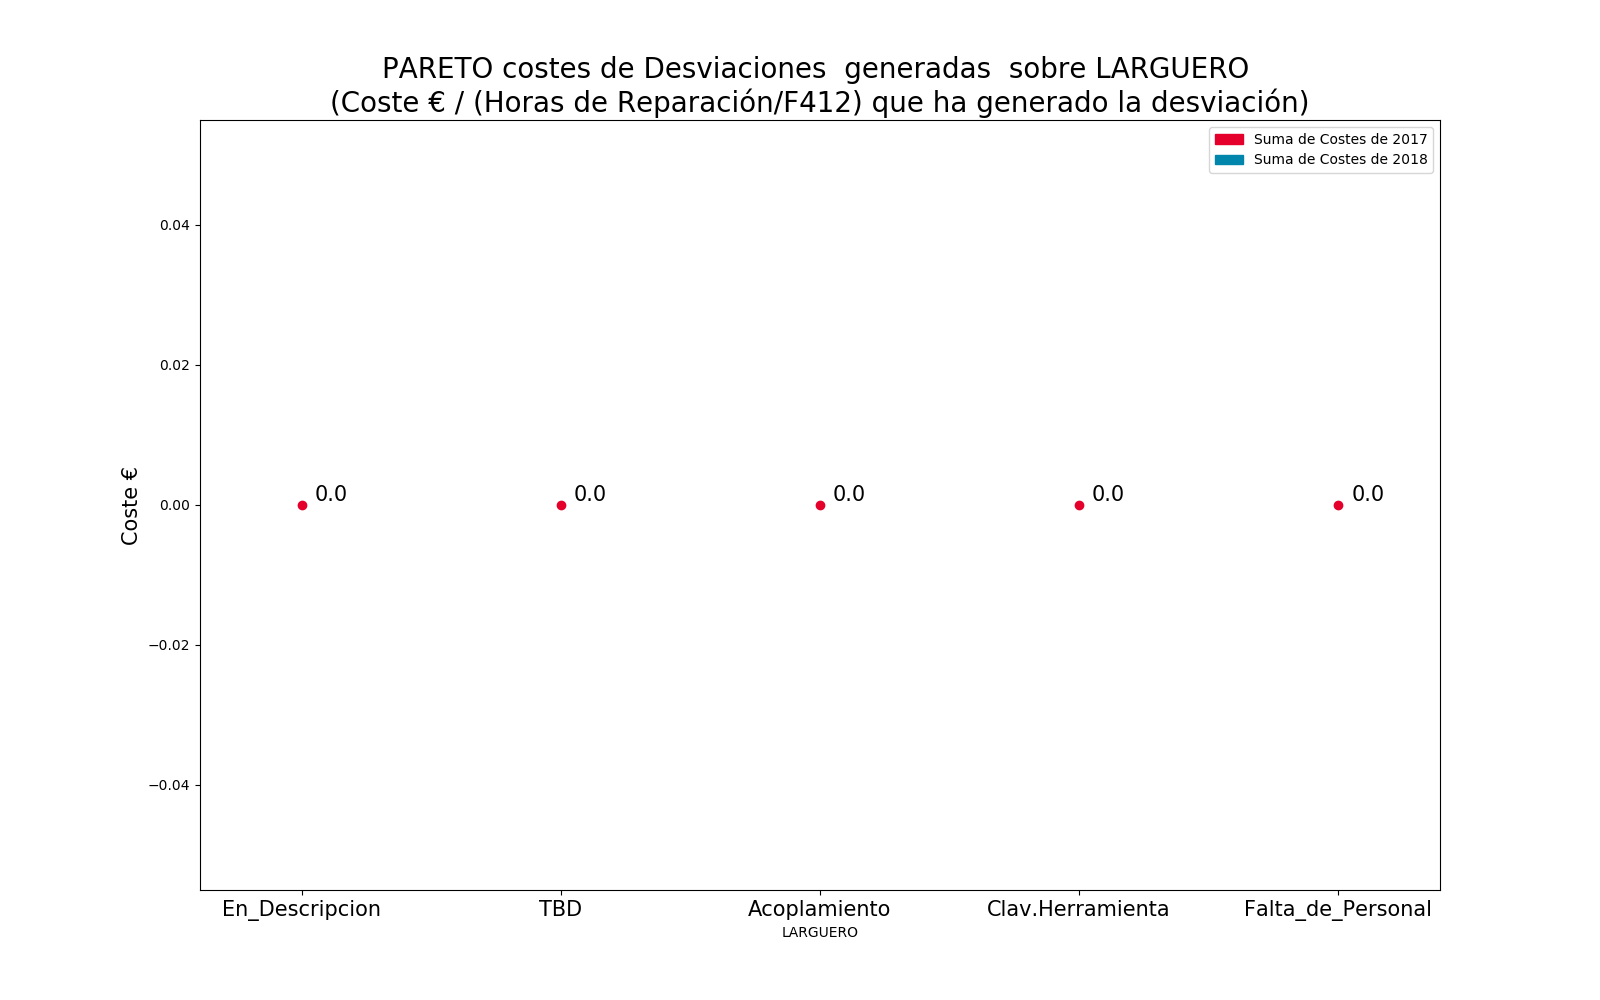 PARETO costes de Desviaciones  generadas  sobre LARGUERO
(Coste € / (Horas de Reparación/F412) que ha generado la desviación)
Suma de Costes de 2017
Suma de Costes de 2018
Coste €
0.04
0.02
0.00
−0.02
−0.04
0.0
0.0
0.0
0.0
0.0
En_Descripcion
TBD
Acoplamiento
Clav.Herramienta
Falta_de_Personal
LARGUERO